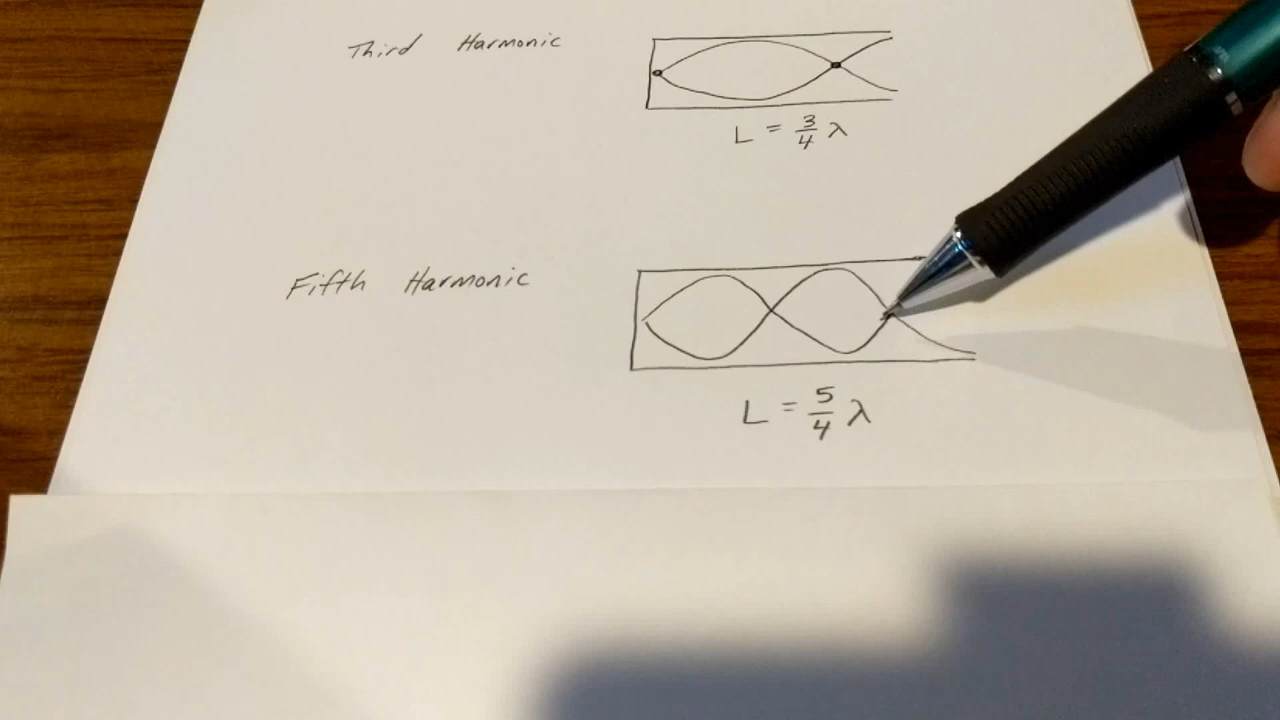 Third Harmonic
L = 3/4 λ
Fifth Harmonic
L = 5/4 λ